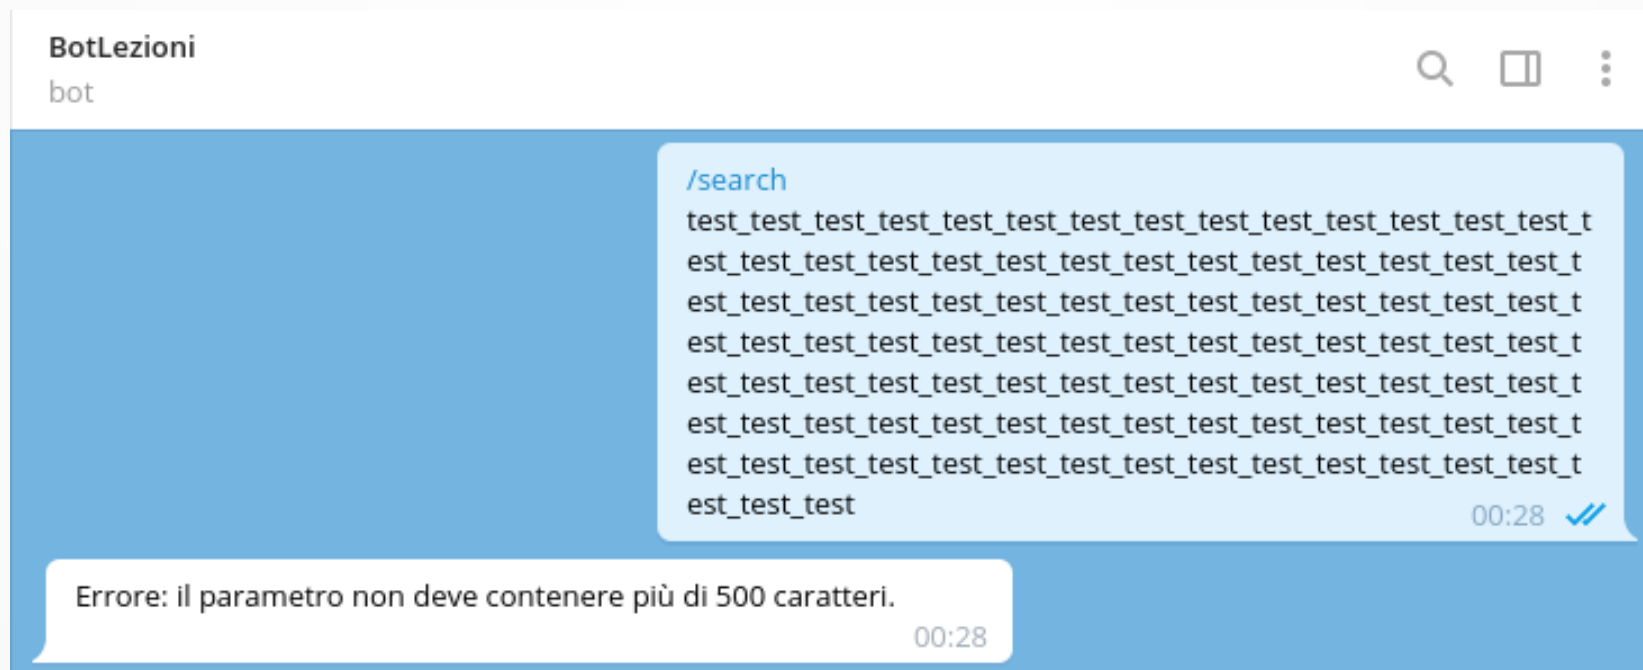 BotLezioni
bot
/search
test_test_test_test_test_test_test_test_test_test_test_test_test_test_t
est_test_test_test_test_test_test_test_test_test_test_test_test_test_t
est_test_test_test_test_test_test_test_test_test_test_test_test_test_t
est_test_test_test_test_test_test_test_test_test_test_test_test_test_t
est_test_test_test_test_test_test_test_test_test_test_test_test_test_t
est_test_test_test_test_test_test_test_test_test_test_test_test_test_t
est_test_test_test_test_test_test_test_test_test_test_test_test_test_t
est_test_test
00:28
Errore: il parametro non deve contenere più di 500 caratteri.
00:28